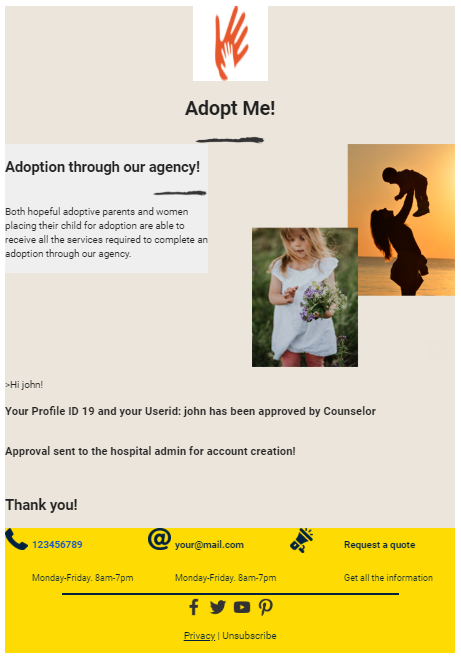 Adopt Me!
Adoption through our agency!
Both hopeful adoptive parents and women
placing their child for adoption are able to
receive all the services required to complete an
adoption through our agency.
>Hi john!
Your Profile ID 19 and your Userid: john has been approved by Counselor
Approval sent to the hospital admin for account creation!
Thank you!
123456789
your@mail.com
Request a quote
Monday-Friday. 8am-7pm
Monday-Friday. 8am-7pm
Get all the information
Privacy | Unsubscribe